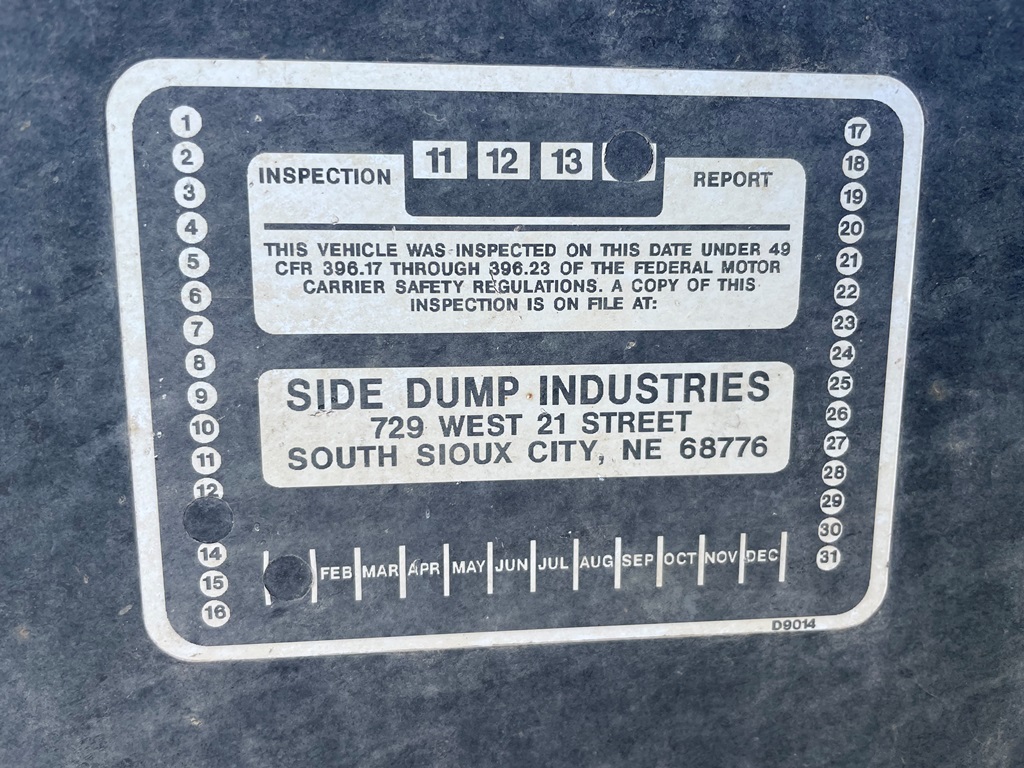 INSPECTION
11 12 13
REPORT
THIS VEHICLE WAS INSPECTED ON THIS DATE UNDER 49
CFR 396.17 THROUGH 396.23 OF THE FEDERAL MOTOR
CARRIER SAFETY REGULATIONS. A COPY OF THIS
INSPECTION IS ON FILE AT:
SIDE DUMP INDUSTRIES
729 WEST 21 STREET
SOUTH SIOUX CITY, NE 68776
1
2
3
4
5
6
7
8
9
10
11
12
14
15
16
FEB MAR APR MAY JUN JUL AUG SEP OCT NOV DEC
17
18
19
20
21
22
23
24
25
26
27
28
29
30
31
D9014